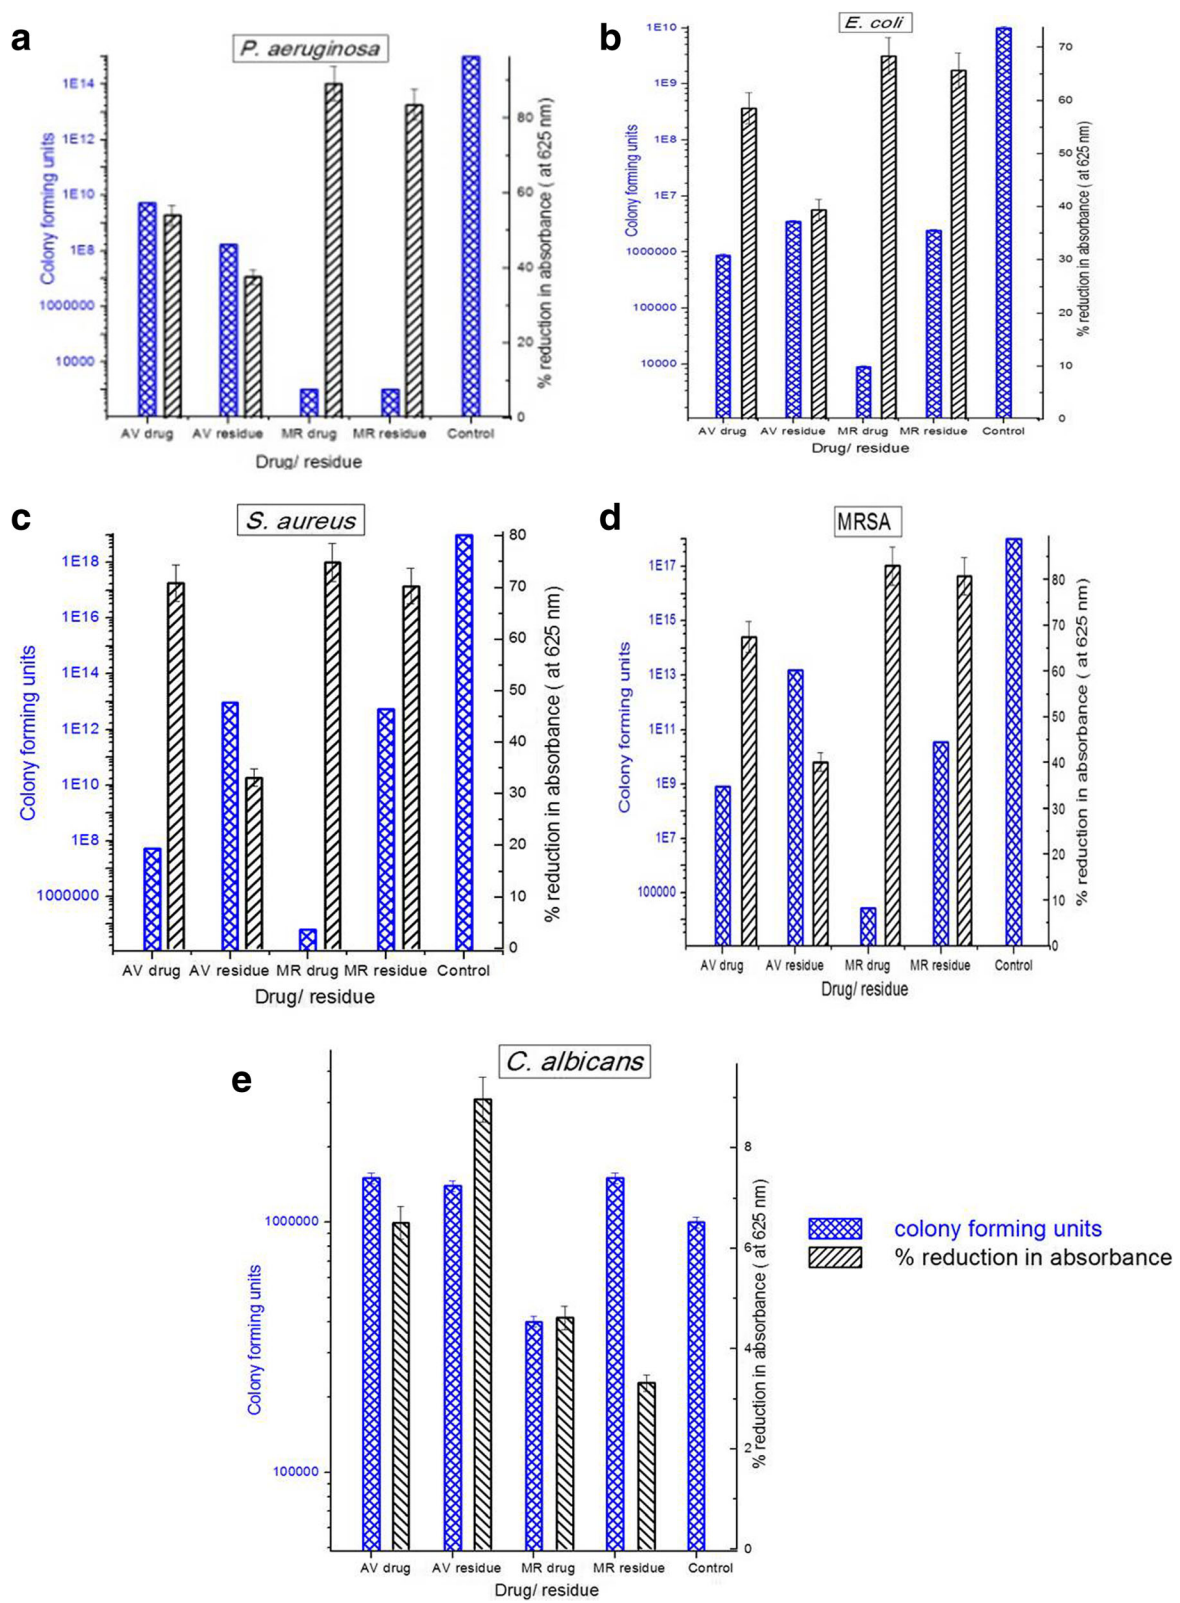 a
P. aeruginosa
1E14
1E12
1E10
1E8
1000000
10000
Colony forming units
80
60
40
20
0
% reduction in absorbance ( at 625 nm)
AV drug AV residue MR drug MR residue Control
Drug/ residue
b
E. coli
1E10
1E9
1E8
1E7
1000000
100000
10000
Colony forming units
70
60
50
40
30
20
10
0
% reduction in absorbance ( at 625 nm)
AV drug AV residue MR drug MR residue Control
Drug/ residue
c
S. aureus
1E18
1E16
1E14
1E12
1E10
1E8
1000000
Colony forming units
80
70
60
50
40
30
20
10
0
% reduction in absorbance ( at 625 nm)
AV drug AV residue MR drug MR residue Control
Drug/ residue
d
MRSA
1E17
1E15
1E13
1E11
1E9
1E7
100000
Colony forming units
80
70
60
50
40
30
20
10
0
% reduction in absorbance ( at 625 nm)
AV drug AV residue MR drug MR residue Control
Drug/ residue
e
C. albicans
1000000
100000
Colony forming units
8
6
4
2
0
% reduction in absorbance ( at 625 nm)
AV drug AV residue MR drug MR residue Control
Drug/ residue
colony forming units
% reduction in absorbance